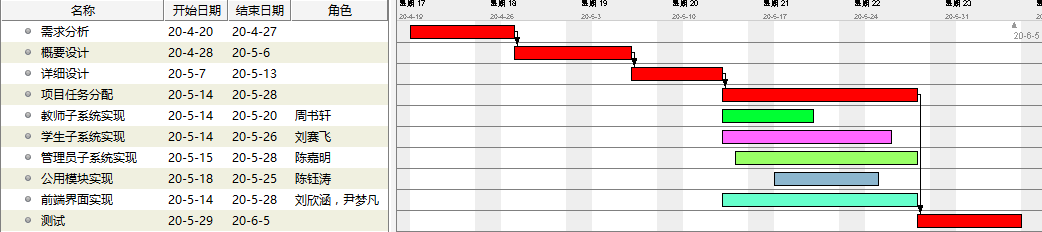 名称 开始日期 结束日期 角色
星期 17 星期 18 星期 19 星期 20 星期 21 星期 22 星期 23
20-4-19 20-4-26 20-5-3 20-5-10 20-5-17 20-5-24 20-5-31
20-6-5
需求分析 20-4-20 20-4-27
概要设计 20-4-28 20-5-6
详细设计 20-5-7 20-5-13
项目任务分配 20-5-14 20-5-28
教师子系统实现 20-5-14 20-5-20 周书轩
学生子系统实现 20-5-14 20-5-26 刘赛飞
管理员子系统实现 20-5-15 20-5-28 陈嘉明
公用模块实现 20-5-18 20-5-25 陈钰涛
前端界面实现 20-5-14 20-5-28 刘欣涵，尹梦凡
测试 20-5-29 20-6-5